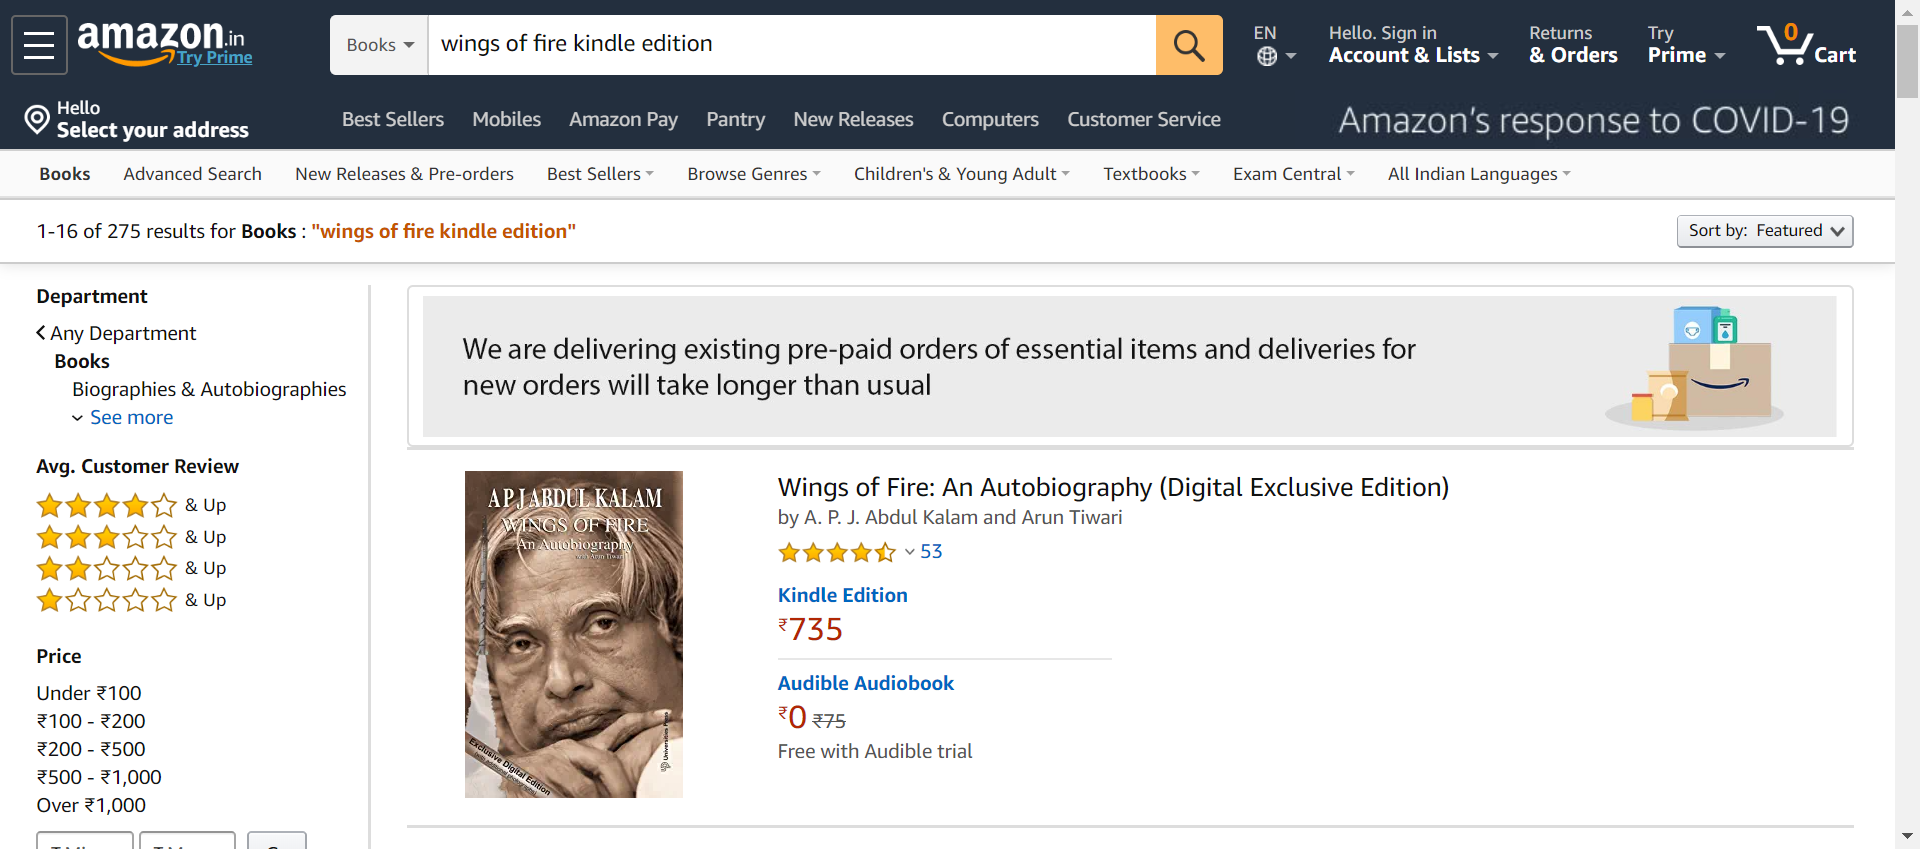 amazon.in
Try Prime
Books
wings of fire kindle edition
EN
Hello. Sign in
Account & Lists
Returns
& Orders
Try
Prime
0
Cart
Hello
Select your address
Best Sellers
Mobiles
Amazon Pay
Pantry
New Releases
Computers
Customer Service
Amazon's response to COVID-19
Books
Advanced Search
New Releases & Pre-orders
Best Sellers
Browse Genres
Children's & Young Adult
Textbooks
Exam Central
All Indian Languages
1-16 of 275 results for Books : "wings of fire kindle edition"
Sort by: Featured
Department
Any Department
Books
Biographies & Autobiographies
See more
Avg. Customer Review
& Up
& Up
& Up
& Up
Price
Under ₹100
₹100 - ₹200
₹200 - ₹500
₹500 - ₹1,000
Over ₹1,000
We are delivering existing pre-paid orders of essential items and deliveries for
new orders will take longer than usual
A P J ABDUL KALAM
WINGS OF FIRE
An Autobiography
with Arun Tiwari
Exclusive Digital Edition
Universities Press
Wings of Fire: An Autobiography (Digital Exclusive Edition)
by A. P. J. Abdul Kalam and Arun Tiwari
53
Kindle Edition
₹735
Audible Audiobook
₹0 ₹75
Free with Audible trial